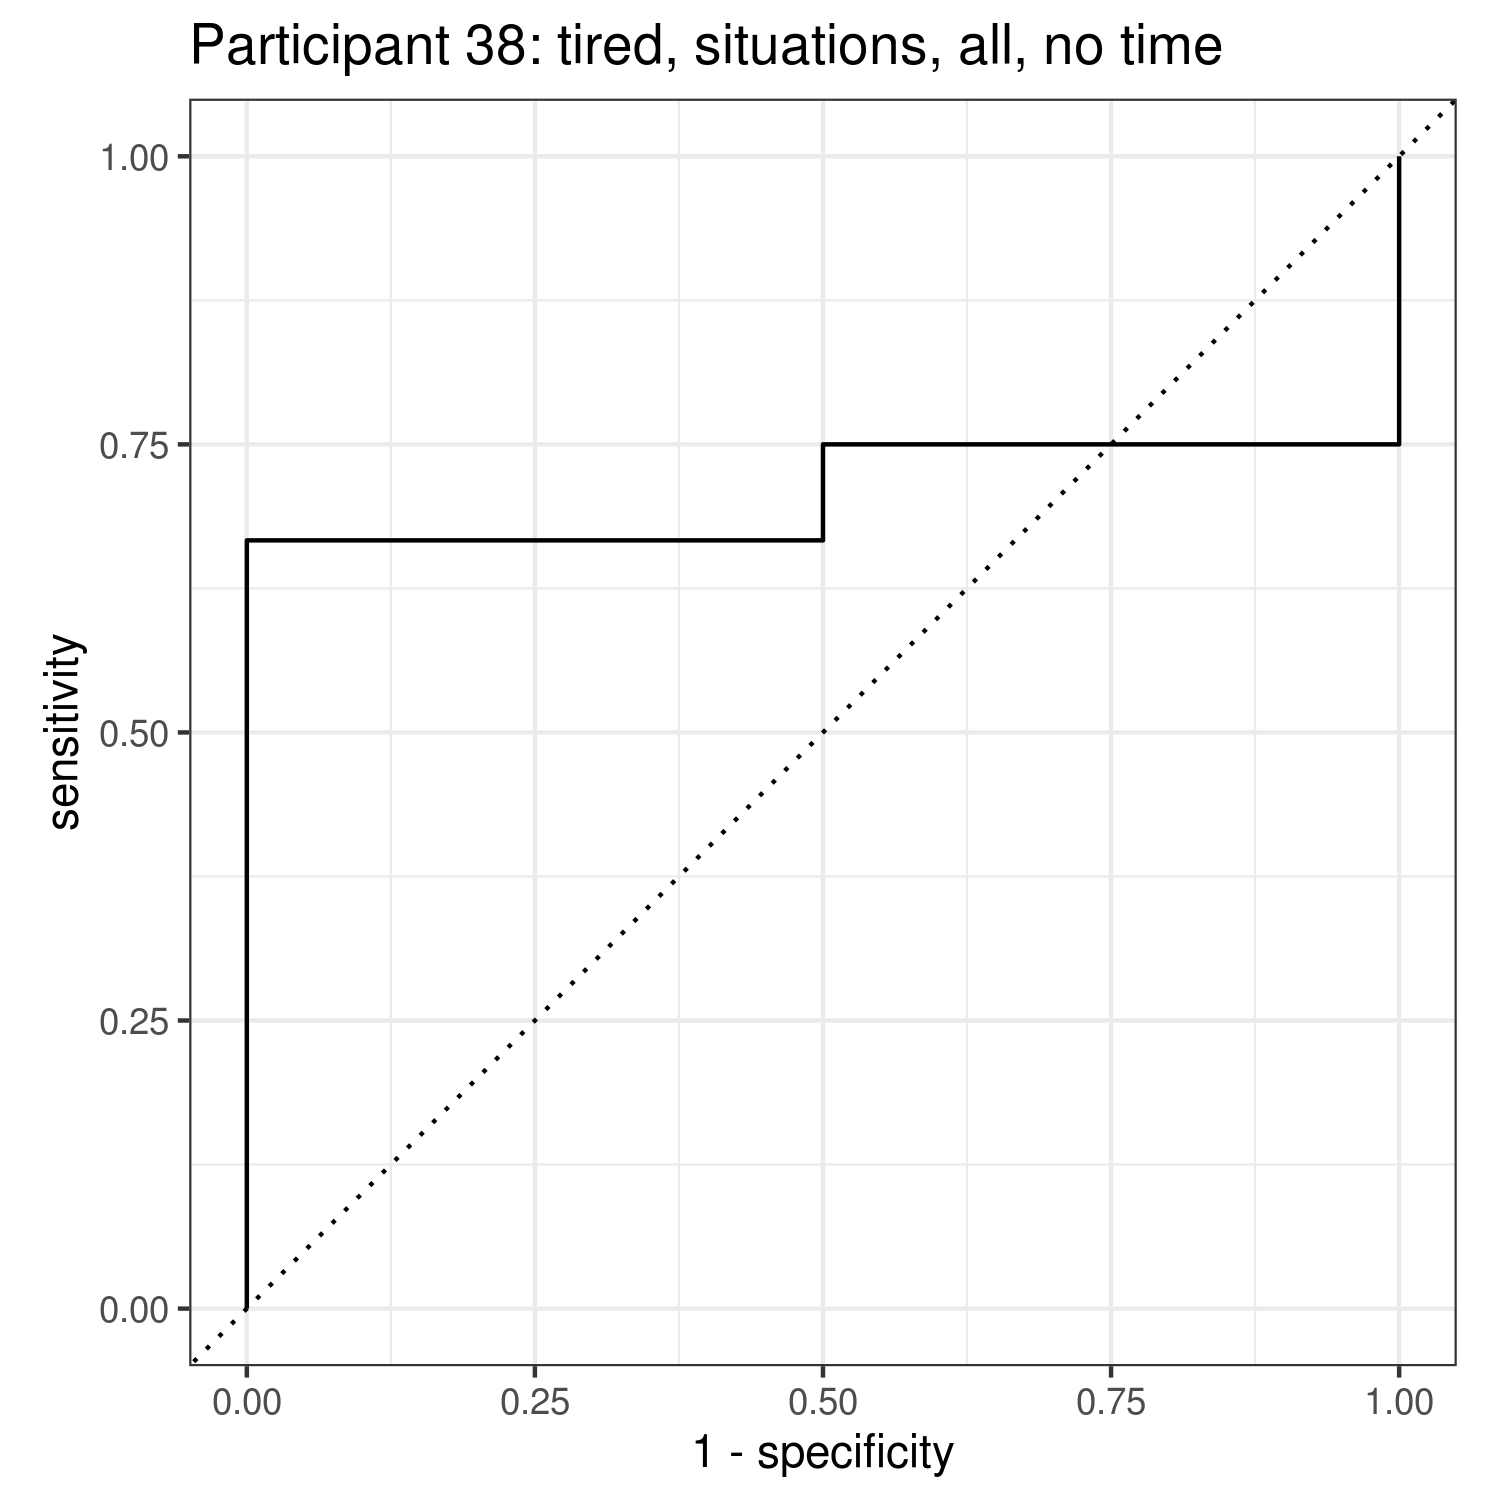 Participant 38: tired, situations, all, no time
1.00
0.75
0.50
0.25
0.00
sensitivity
0.00 0.25 0.50 0.75 1.00
1 - specificity